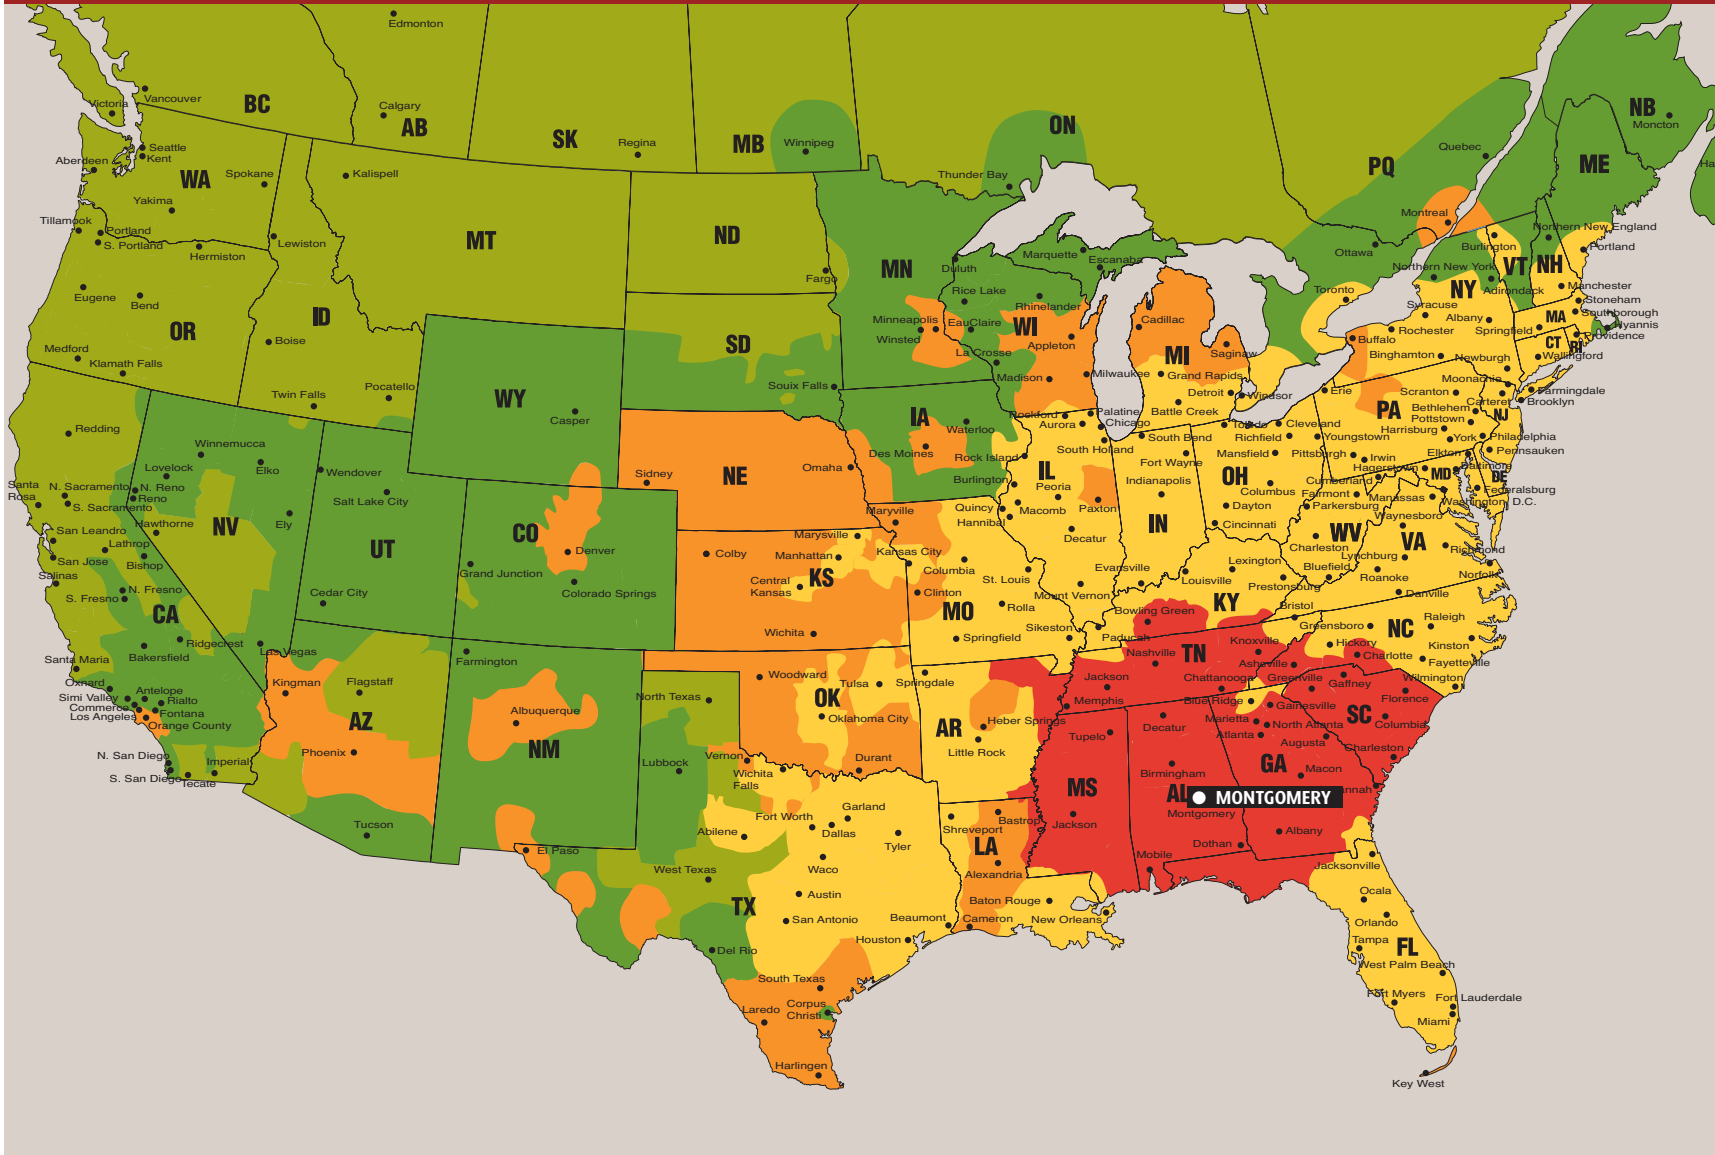 Edmonton
Vancouver
Victoria
BC
Calgary
AB
SK
Regina
MB
Winnipeg
ON
Thunder Bay
PQ
Quebec
NB
Moncton
ME
Ha
Montreal
Ottawa
Toronto
Seattle
Kent
Aberdeen
WA
Spokane
Yakima
Tillamook
Portland
S. Portland
Hermiston
Lewiston
Kalispell
MT
ND
Fargo
Eugene
Bend
OR
ID
Boise
Medford
Klamath Falls
Twin Falls
Pocatello
WY
Casper
SD
Souix Falls
MN
Duluth
Minneapolis
Winsted
Marquette
Escanaba
Rice Lake
Rhinelander
EauClaire
WI
Appleton
La Crosse
Madison
Milwaukee
Cadillac
MI
Saginaw
Grand Rapids
Detroit
Windsor
Battle Creek
Northern New England
Burlington
Portland
VT
NH
Northern New York
Adirondack
NY
Manchester
Stoneham
Southborough
Hyannis
Syracuse
Albany
MA
Springfield
Providence
Rochester
Buffalo
CT
RI
Wallingford
Binghamton
Newburgh
Moonachie
Farmingdale
Brooklyn
Carteret
Erie
Scranton
PA
Bethlehem
Pottstown
NJ
Harrisburg
York
Philadelphia
Pennsauken
Elkton
Youngstown
Pittsburgh
Irwin
Hagerstown
Cumberland
MD
Baltimore
DE
Federalsburg
Washington, D.C.
Manassas
Fairmont
Parkersburg
Redding
Winnemucca
Lovelock
Elko
Santa Rosa
N. Sacramento
S. Sacramento
N. Reno
Reno
Hawthorne
NV
Ely
San Leandro
Lathrop
San Jose
Bishop
Salinas
N. Fresno
S. Fresno
CA
Ridgecrest
Bakersfield
Las Vegas
Santa Maria
Oxnard
Antelope
Simi Valley
Rialto
Commerce
Fontana
Los Angeles
Orange County
N. San Diego
S. San Diego
Tecate
Imperial
Wendover
Salt Lake City
UT
Cedar City
CO
Denver
Grand Junction
Colorado Springs
Kingman
Flagstaff
AZ
Phoenix
Tucson
Farmington
Albuquerque
NM
El Paso
Sidney
NE
Omaha
IA
Waterloo
Des Moines
Rock Island
Burlington
Rockford
Palatine
Aurora
Chicago
South Holland
IL
Peoria
Macomb
Paxton
Quincy
Hannibal
Decatur
Mount Vernon
South Bend
Fort Wayne
Indianapolis
IN
Evansville
Toledo
Cleveland
Richfield
Mansfield
OH
Columbus
Dayton
Cincinnati
Colby
Marysville
Manhattan
Central
Kansas
KS
Wichita
Maryville
Kansas City
Columbia
St. Louis
Clinton
MO
Rolla
Springfield
Sikeston
Louisville
Lexington
KY
Bowling Green
Paducah
Prestonsburg
WV
Charleston
Bluefield
Waynesboro
VA
Lynchburg
Richmond
Roanoke
Norfolk
Danville
Bristol
Greensboro
Raleigh
NC
Hickory
Kinston
Charlotte
Fayetteville
Wilmington
Asheville
Knoxville
TN
Nashville
Jackson
Chattanooga
Memphis
Woodward
Tulsa
OK
Oklahoma City
Durant
Springdale
AR
Heber Springs
Little Rock
North Texas
Lubbock
Vernon
Wichita
Falls
Garland
Fort Worth
Dallas
Abilene
Tyler
Waco
West Texas
TX
Austin
San Antonio
Beaumont
Houston
Del Rio
South Texas
Corpus
Christi
Laredo
Harlingen
Shreveport
Bastrop
LA
Alexandria
Baton Rouge
Cameron
New Orleans
Tupelo
MS
Jackson
Decatur
Birmingham
AL
MONTGOMERY
Montgomery
Dothan
Mobile
Blue Ridge
Gainesville
Marietta
North Atlanta
Atlanta
Augusta
GA
Macon
Albany
Greenville
Gaffney
Florence
SC
Columbia
Charleston
Jacksonville
Ocala
Orlando
Tampa
FL
West Palm Beach
Fort Myers
Fort Lauderdale
Miami
Key West